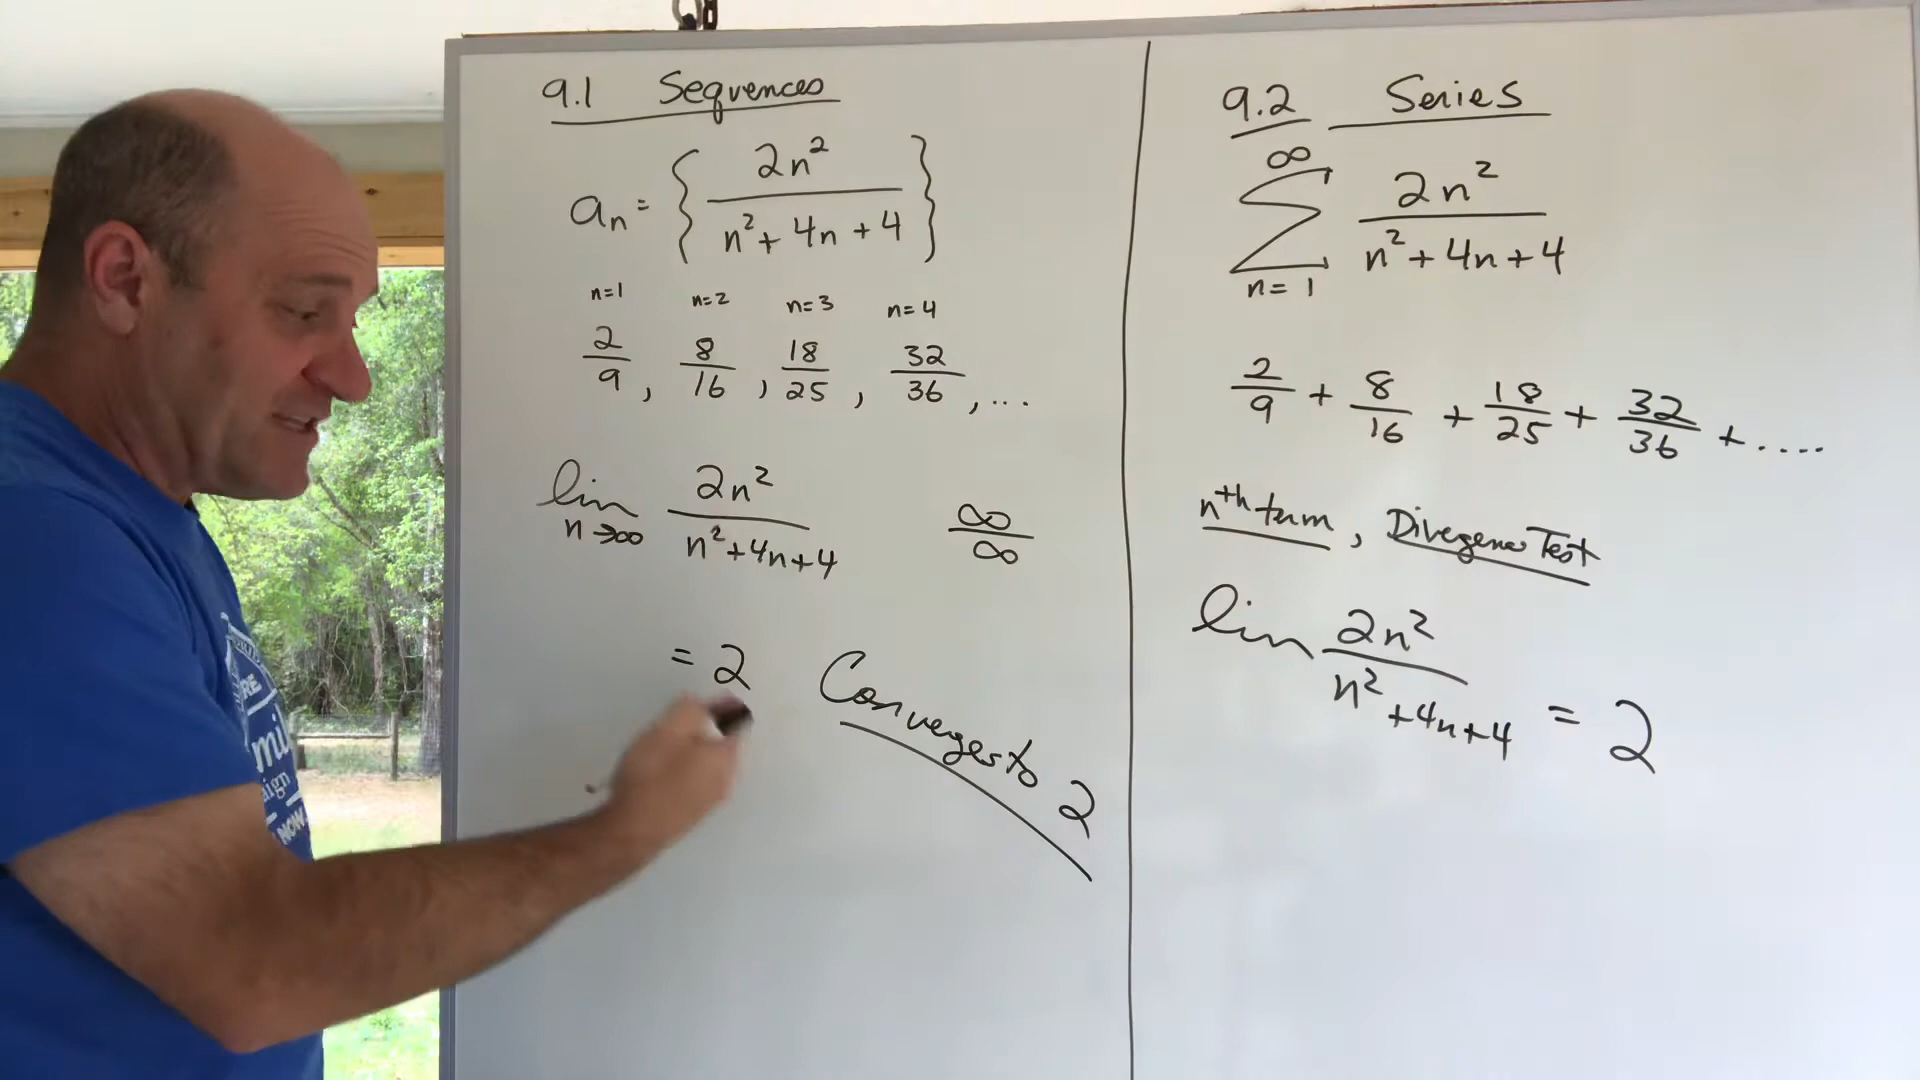 9.1 Sequences
aₙ = { 2n² / n² + 4n + 4 }
n=1 n=2 n=3 n=4
2/9 , 8/16 , 18/25 , 32/36 , ...
lim n→∞ 2n² / n²+4n+4 ∞/∞
= 2 Converges to 2
9.2 Series
∞ Σ n=1 2n² / n²+4n+4
2/9 + 8/16 + 18/25 + 32/36 + ....
nᵗʰ term, Divergence Test
lim 2n² / n²+4n+4 = 2
NOW